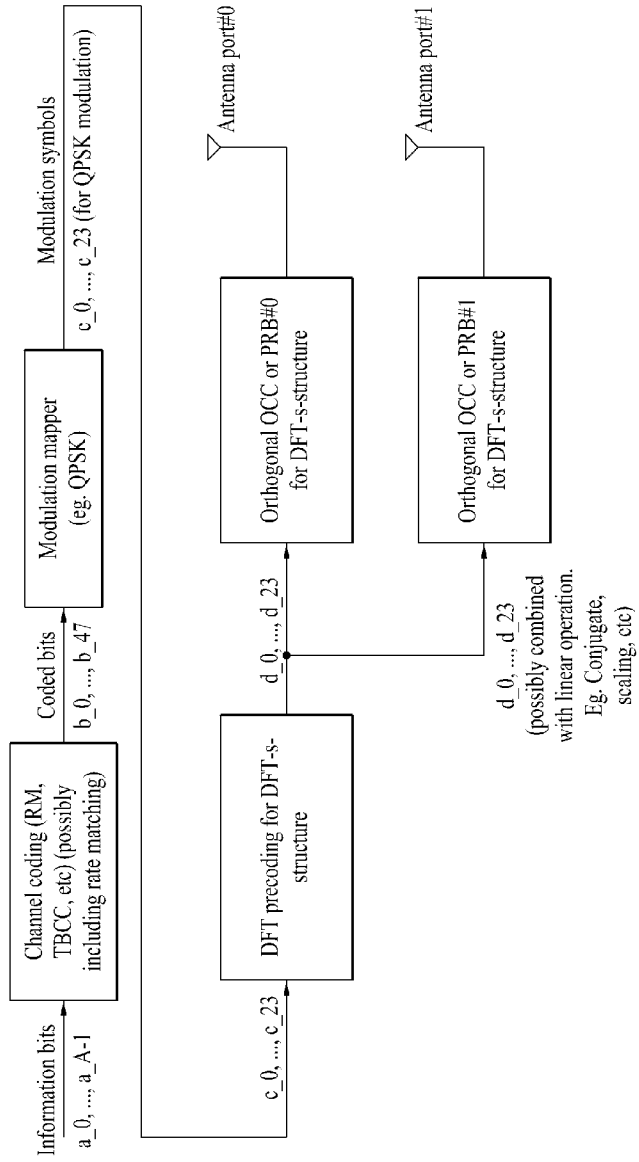 Information bits
a_0, ..., a_A-1
Channel coding (RM,
TBCC, etc) (possibly
including rate matching)
Coded bits
b_0, ..., b_47
Modulation mapper
(eg. QPSK)
Modulation symbols
c_0, ..., c_23 (for QPSK modulation)
c_0, ..., c_23
DFT precoding for DFT-s-
structure
d_0, ..., d_23
Orthogonal OCC or PRB#0
for DFT-s-structure
Antenna port#0
d_0, ..., d_23
(possibly combined
with linear operation.
Eg. Conjugate,
scaling, etc)
Orthogonal OCC or PRB#1
for DFT-s-structure
Antenna port#1